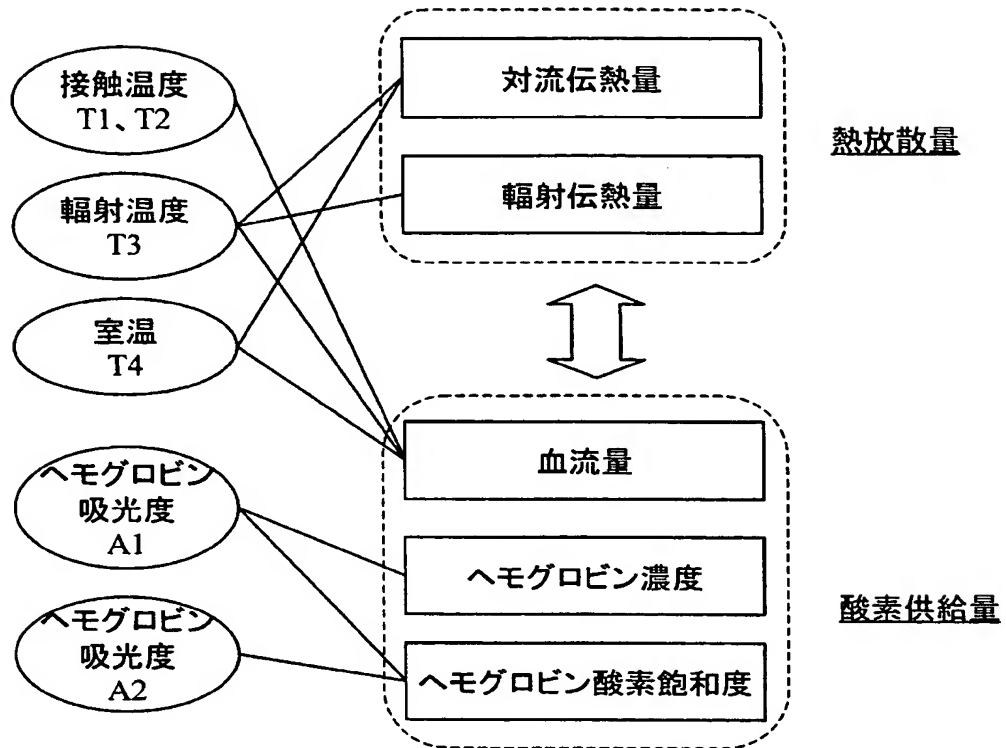 接触温度
T1、T2
輻射温度
T3
室温
T4
ヘモグロビン
吸光度
A1
ヘモグロビン
吸光度
A2
対流伝熱量
輻射伝熱量
熱放散量
血流量
ヘモグロビン濃度
ヘモグロビン酸素飽和度
酸素供給量